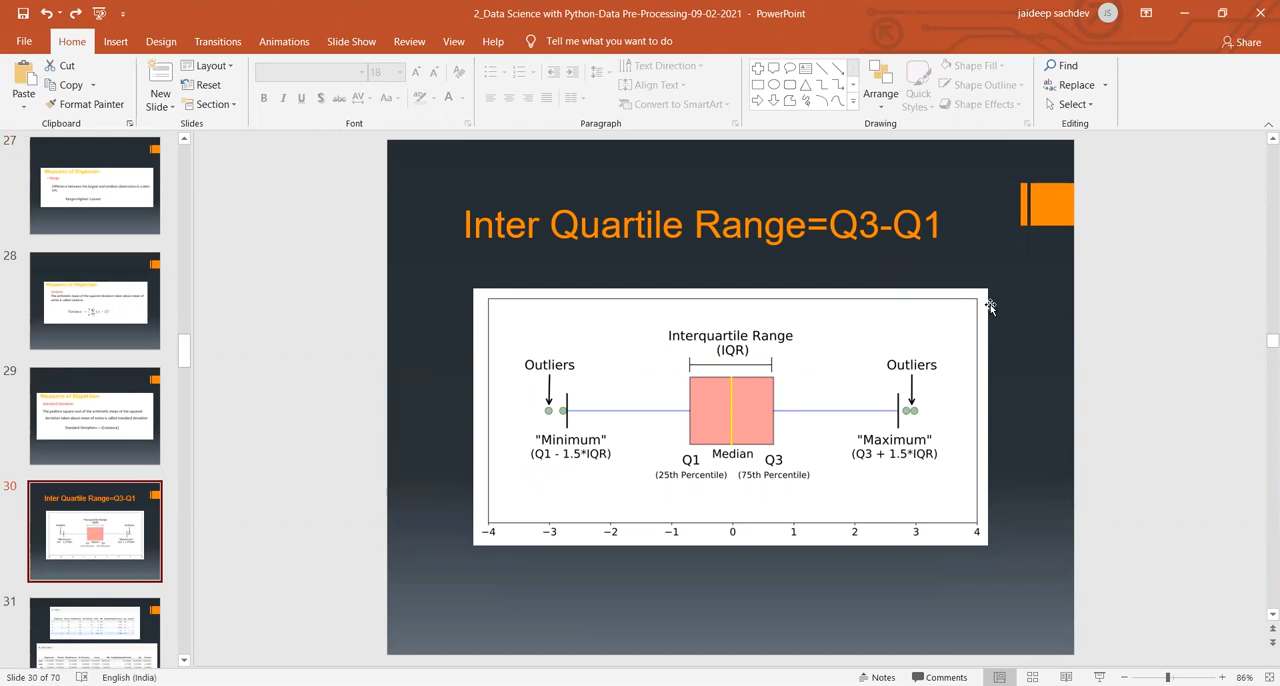 2_Data Science with Python-Data Pre-Processing-09-02-2021 - PowerPoint
jaideep sachdev
JS
File Home Insert Design Transitions Animations Slide Show Review View Help Tell me what you want to do
Share
Paste
Cut
Copy
Format Painter
Clipboard
New
Slide
Layout
Reset
Section
Slides
18
B I U S abc AV Aa A
Font
Text Direction
Align Text
Convert to SmartArt
Paragraph
Arrange
Quick
Styles
Shape Fill
Shape Outline
Shape Effects
Drawing
Find
Replace
Select
Editing
27
Measures of Dispersion
Range
Difference between the largest and smallest observations in a data
set.
28
Measures of Dispersion
Variance
The arithmetic mean of the squared deviation taken about mean of
series is called variance
29
Measures of Dispersion
Standard Deviation
The positive square root of the arithmetic mean of the squared
deviation taken about mean of series is called standard deviation
30
Inter Quartile Range=Q3-Q1
31
Inter Quartile Range=Q3-Q1
Interquartile Range
(IQR)
Outliers
Outliers
"Minimum"
(Q1 - 1.5*IQR)
"Maximum"
(Q3 + 1.5*IQR)
Q1
Median
Q3
(25th Percentile)
(75th Percentile)
−4 −3 −2 −1 0 1 2 3 4
Slide 30 of 70
English (India)
Notes
Comments
86%